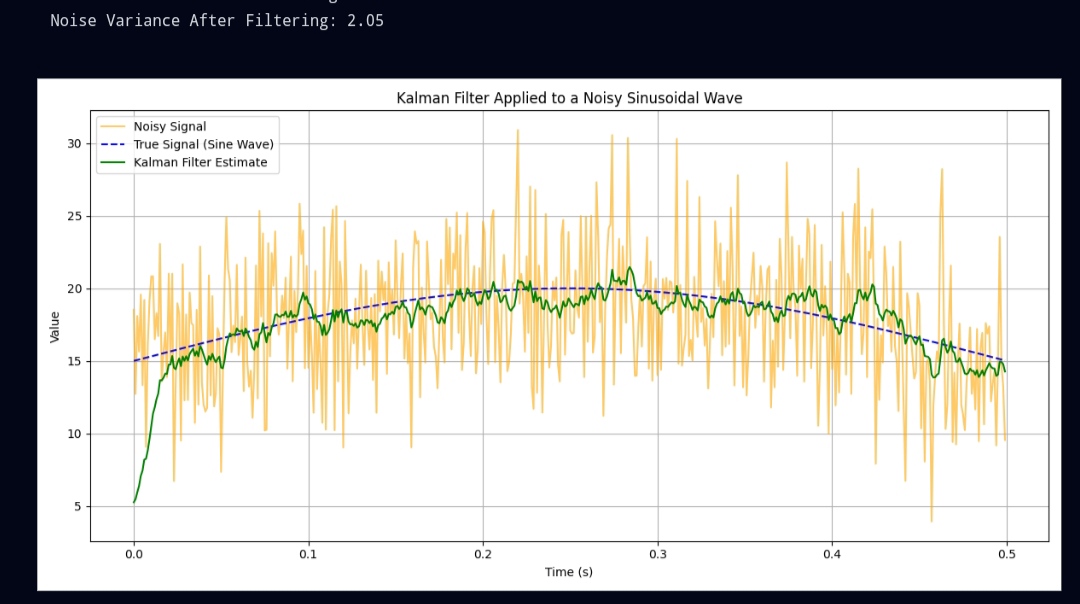 Noise Variance After Filtering: 2.05
Kalman Filter Applied to a Noisy Sinusoidal Wave
Noisy Signal
True Signal (Sine Wave)
Kalman Filter Estimate
30
25
20
15
10
5
Value
0.0 0.1 0.2 0.3 0.4 0.5
Time (s)